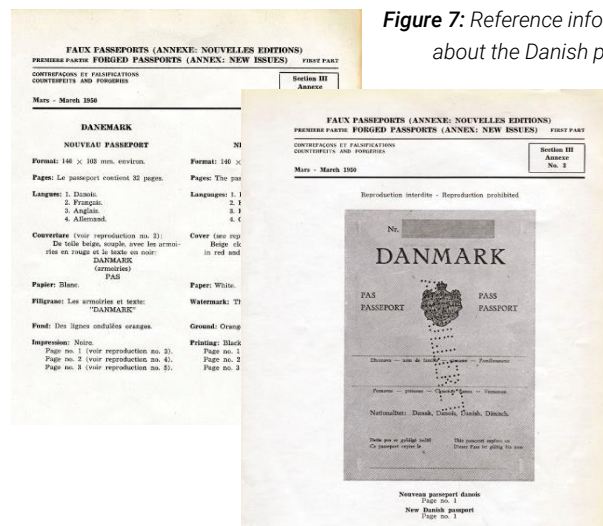 Figure 7: Reference info
about the Danish p
FAUX PASSEPORTS (ANNEXE: NOUVELLES EDITIONS)
PREMIERE PARTIE FORGED PASSPORTS (ANNEX: NEW ISSUES) FIRST PART
CONTREFAÇONS ET FALSIFICATIONS
COUNTERFEITS AND FORGERIES
Section III
Annexe
Mars - March 1950
DANEMARK
NOUVEAU PASSEPORT
Format: 146 × 103 mm. environ.
Pages: Le passeport contient 32 pages.
Langues: 1. Danois.
2. Français.
3. Anglais.
4. Allemand.
Couverture (voir reproduction no. 2):
De toile beige, souple, avec les armoi-
ries en rouge et le texte en noir:
DANMARK
(armoiries)
PAS
Papier: Blanc.
Filigrane: Les armoiries et texte:
"DANMARK"
Fond: Des lignes ondulées oranges.
Impression: Noire.
Page no. 1 (voir reproduction no. 3).
Page no. 2 (voir reproduction no. 4).
Page no. 3 (voir reproduction no. 5).
N
Format: 140 ×
Pages: The pas
Languages: 1.
2.
3.
4.
Cover (see rep
Beige cl
in red and
Paper: White.
Watermark: Th
Ground: Orang
Printing: Black
Page no. 1
Page no. 2
Page no. 3
FAUX PASSEPORTS (ANNEXE: NOUVELLES EDITIONS)
PREMIERE PARTIE FORGED PASSPORTS (ANNEX: NEW ISSUES) FIRST PART
CONTREFAÇONS ET FALSIFICATIONS
COUNTERFEITS AND FORGERIES
Section III
Annexe
No. 3
Mars - March 1950
Reproduction interdite - Reproduction prohibited
Nr.
DANMARK
PAS PASS
PASSEPORT PASSPORT
Nationalitet: Dansk, Danois, Danish, Dänisch.
Nouveau passeport danois
Page no. 1
New Danish passport
Page no. 1